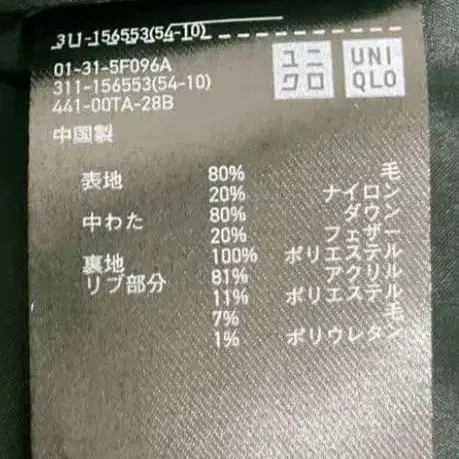 311-156553(54-10)
ユニクロ UNIQLO
01-31-5F096A
311-156553(54-10)
441-00TA-28B
中国製
表地 80% 毛
20% ナイロン
中わた 80% ダウン
20% フェザー
裏地 100% ポリエステル
リブ部分 81% アクリル
11% ポリエステル
7% 毛
1% ポリウレタン